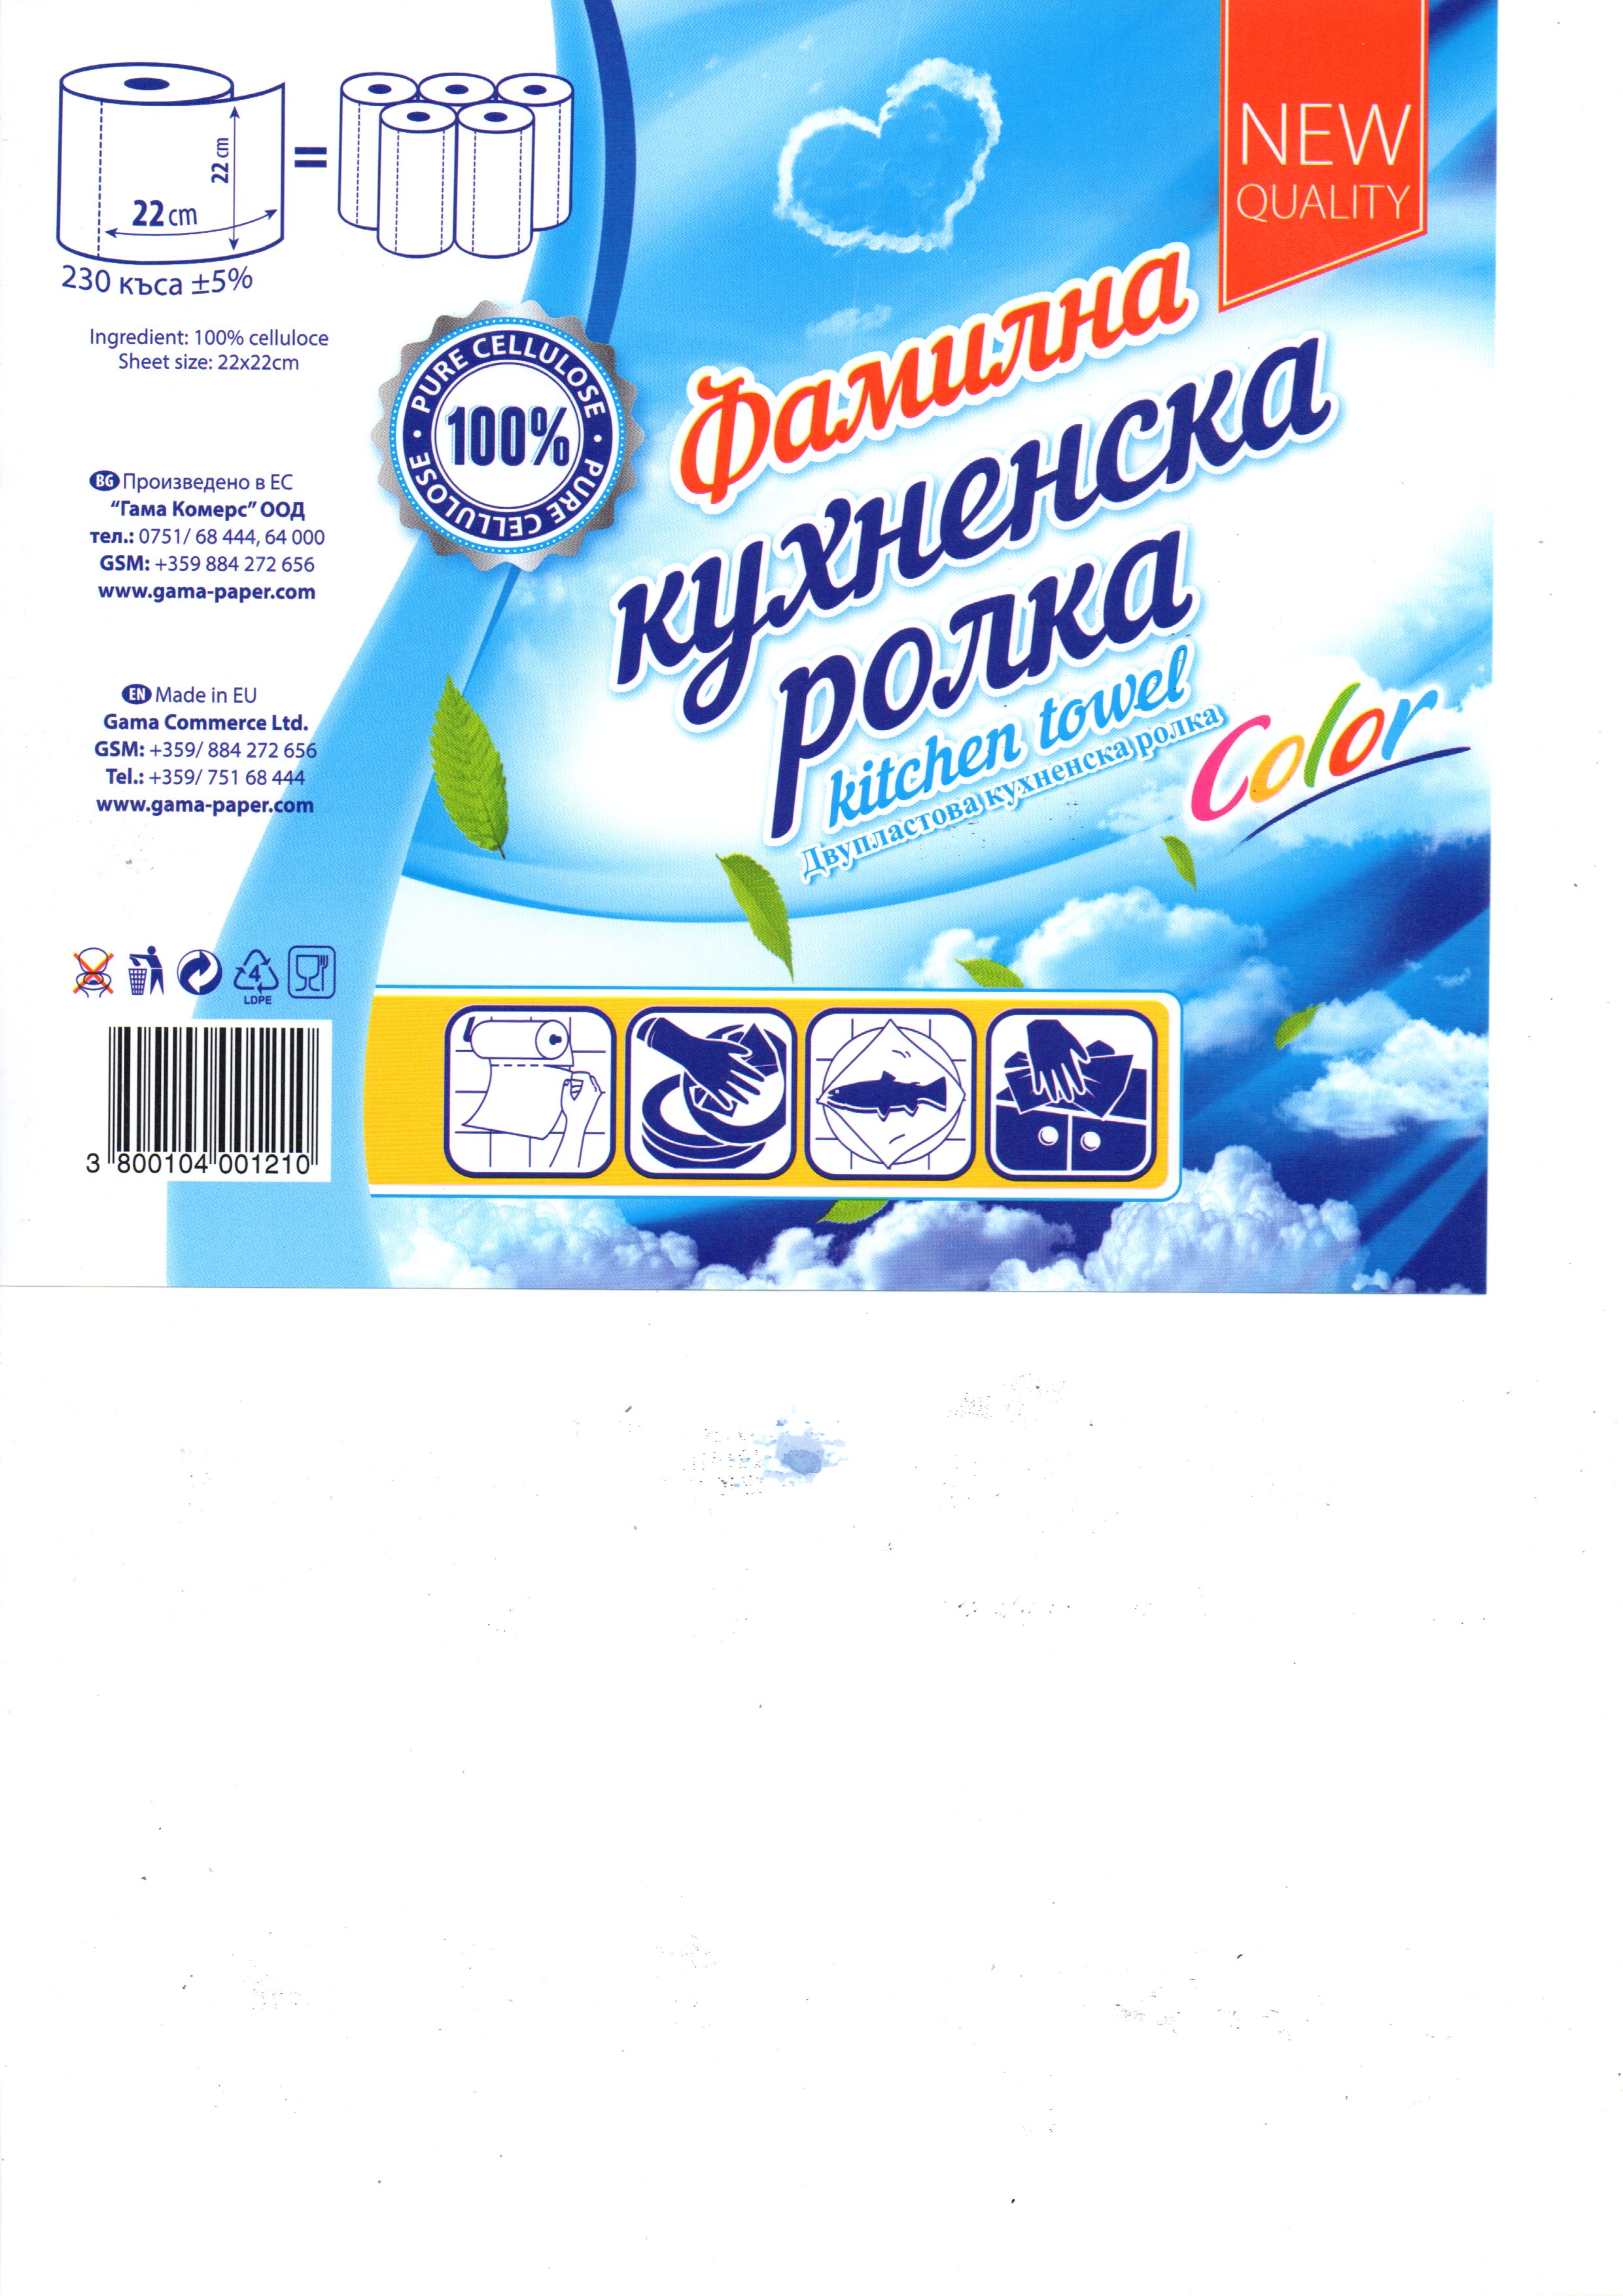 22 cm
22 cm
=
230 къса ±5%
Ingredient: 100% celluloce
Sheet size: 22x22cm
PURE CELLULOSE • PURE CELLULOSE •
100%
BG Произведено в ЕС
“Гама Комерс” ООД
тел.: 0751/ 68 444, 64 000
GSM: +359 884 272 656
www.gama-paper.com
EN Made in EU
Gama Commerce Ltd.
GSM: +359/ 884 272 656
Tel.: +359/ 751 68 444
www.gama-paper.com
4
LDPE
3 800104 001210
NEW
QUALITY
Фамилна
кухненска
ролка
kitchen towel
Двупластова кухненска ролка
Color